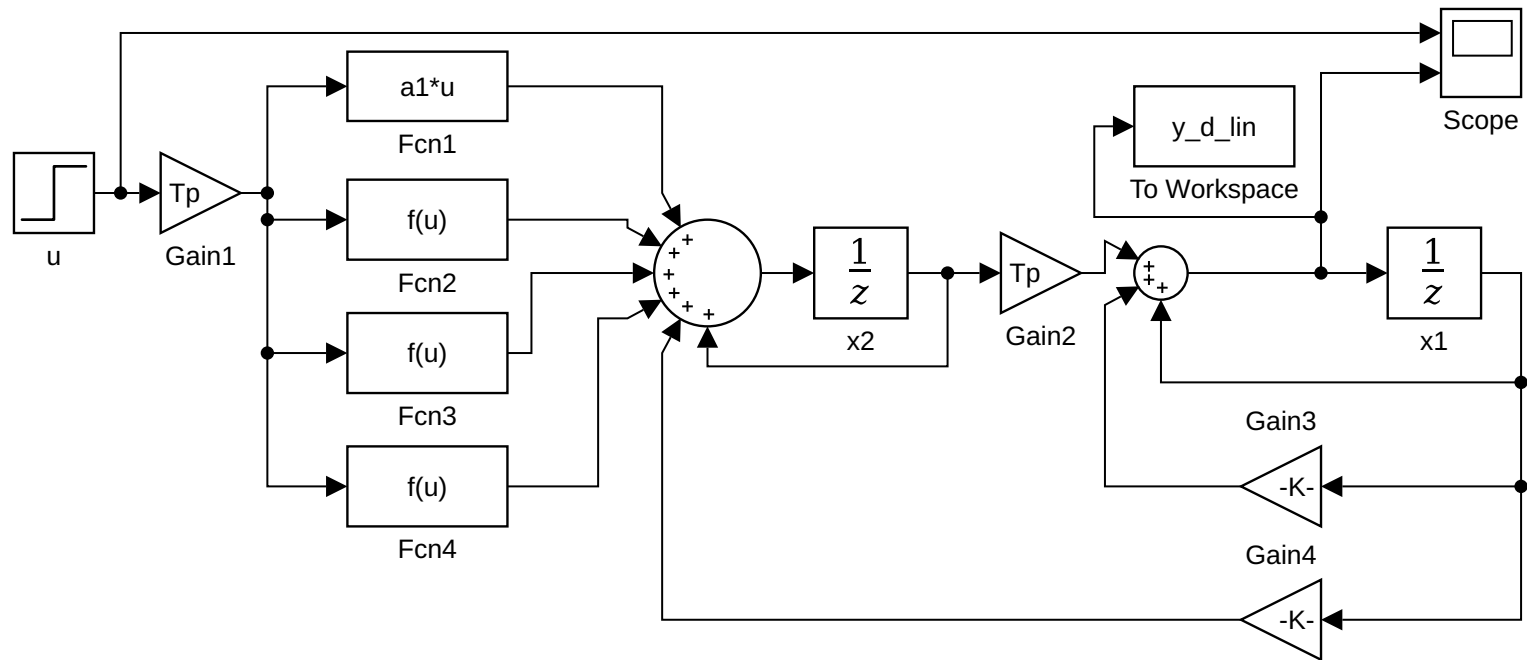 a1*u
Fcn1
Scope
y_d_lin
To Workspace
u
Tp
Gain1
f(u)
Fcn2
f(u)
Fcn3
f(u)
Fcn4
+
+
+
+
+
+
1
z
x2
Tp
Gain2
+
+
+
1
z
x1
Gain3
-K-
Gain4
-K-